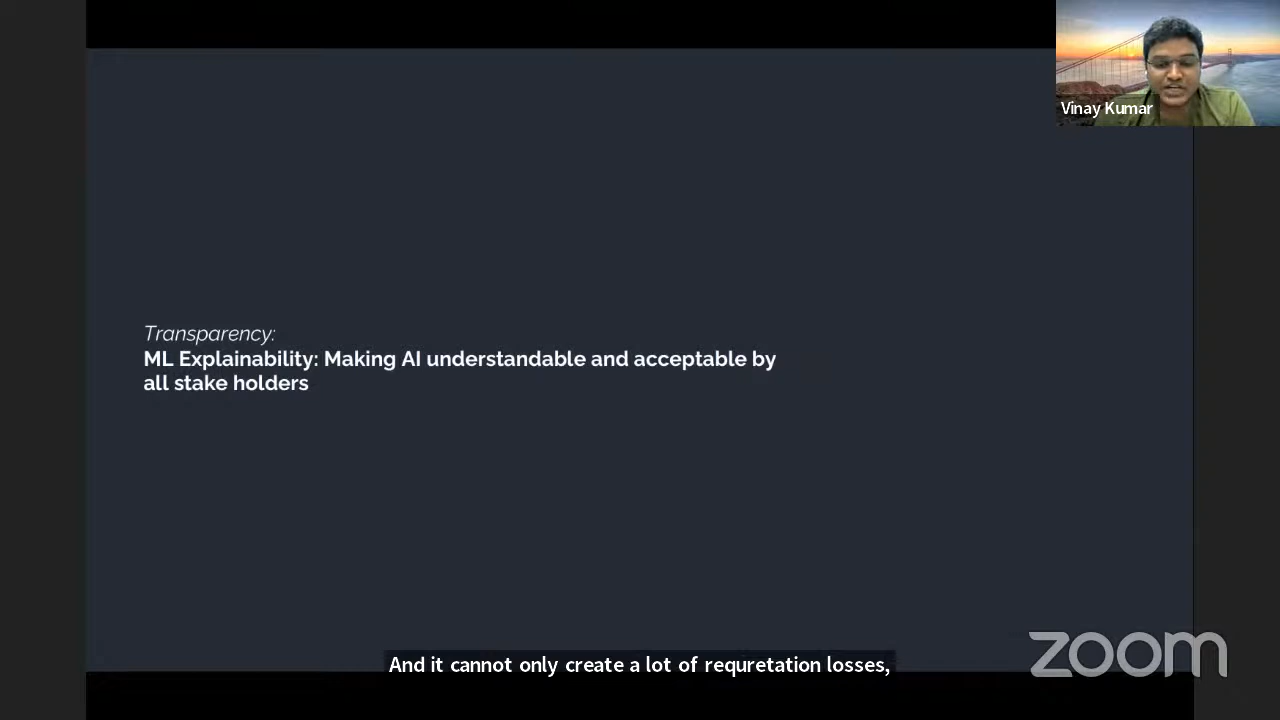 Vinay Kumar
Transparency:
ML Explainability: Making AI understandable and acceptable by
all stake holders
And it cannot only create a lot of requretation losses,
zoom